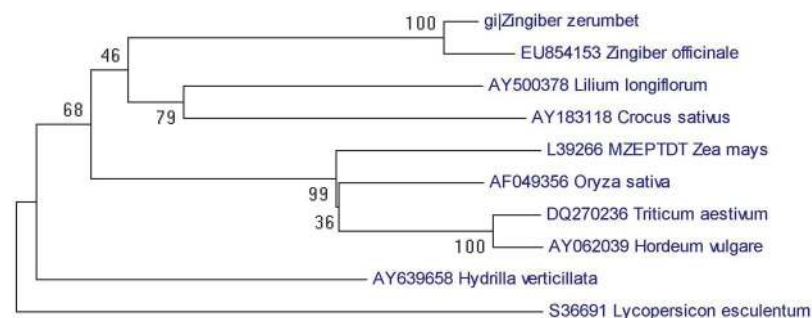 gi|Zingiber zerumbet
100
EU854153 Zingiber officinale
46
AY500378 Lilium longiflorum
79
AY183118 Crocus sativus
68
L39266 MZEPTDT Zea mays
99
AF049356 Oryza sativa
36
DQ270236 Triticum aestivum
100
AY062039 Hordeum vulgare
AY639658 Hydrilla verticillata
S36691 Lycopersicon esculentum